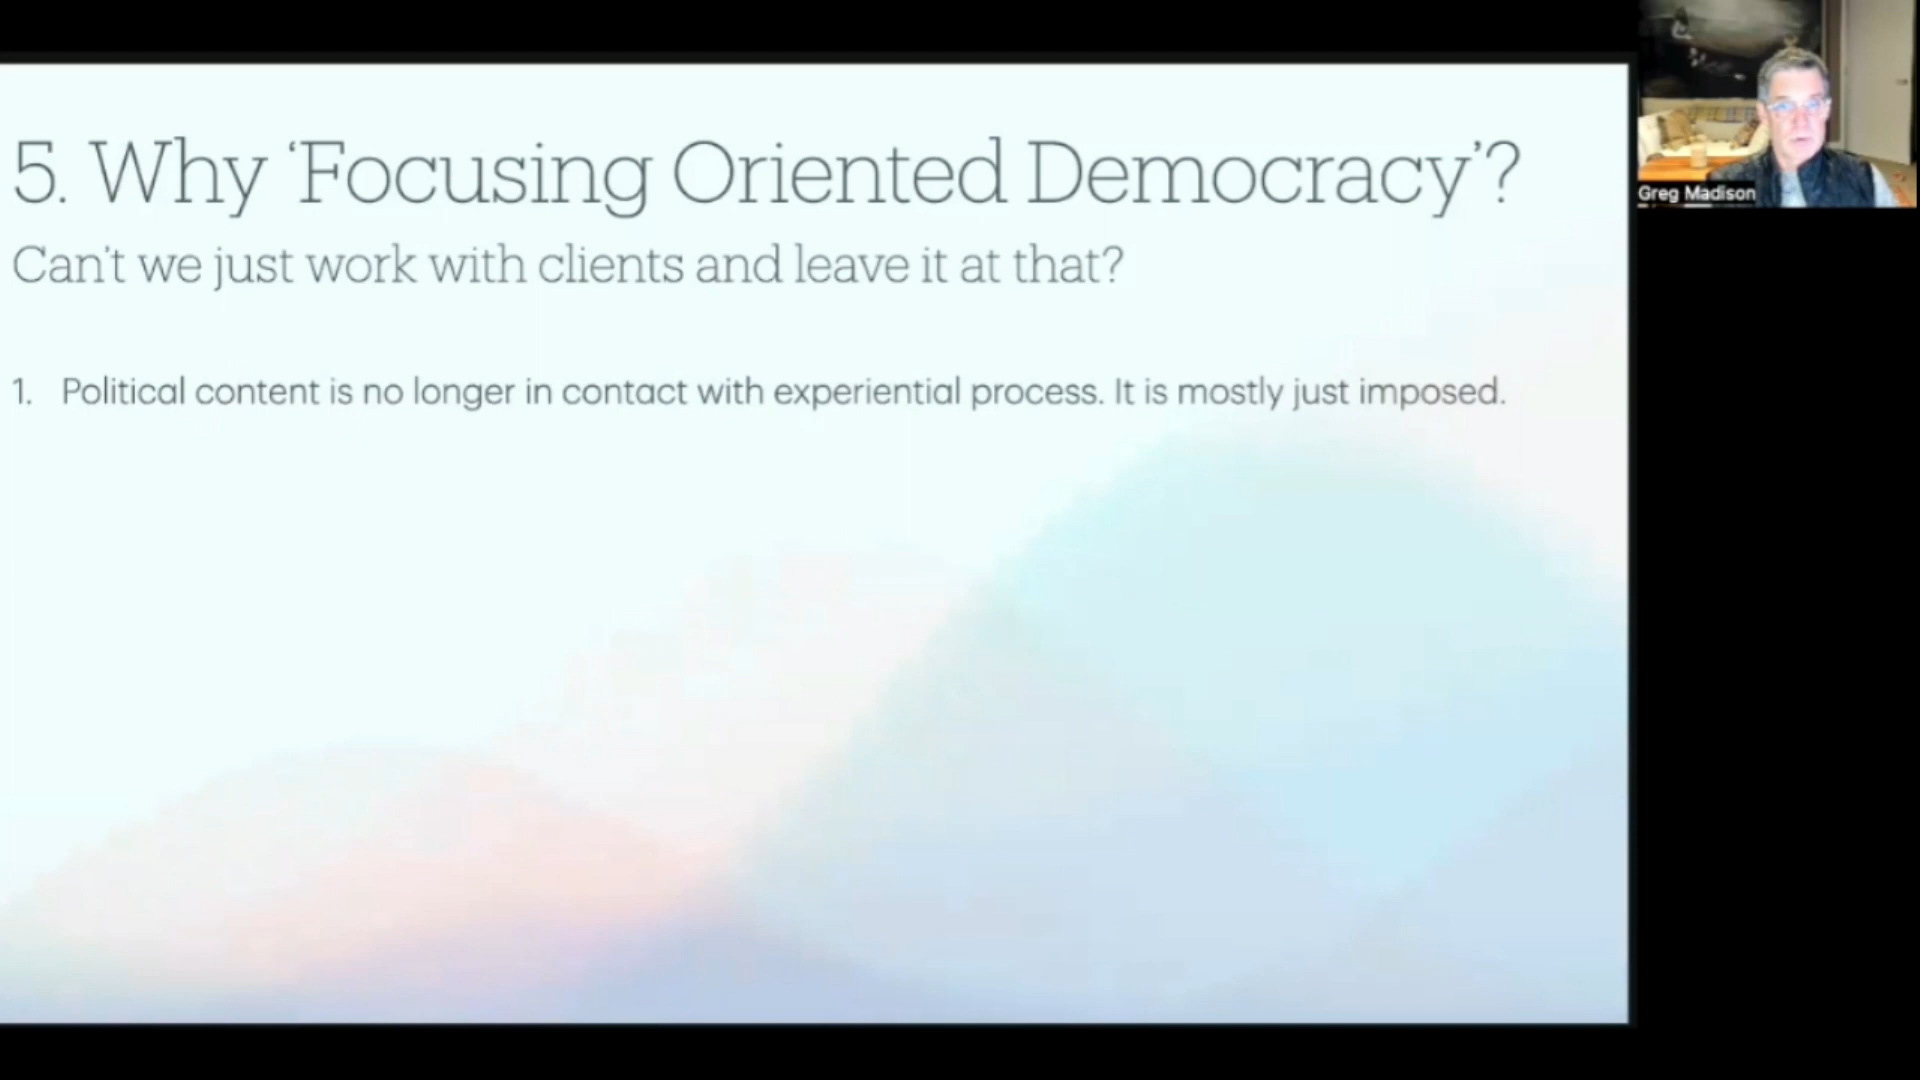 5. Why ‘Focusing Oriented Democracy’?
Can't we just work with clients and leave it at that?
1. Political content is no longer in contact with experiential process. It is mostly just imposed.
Greg Madison